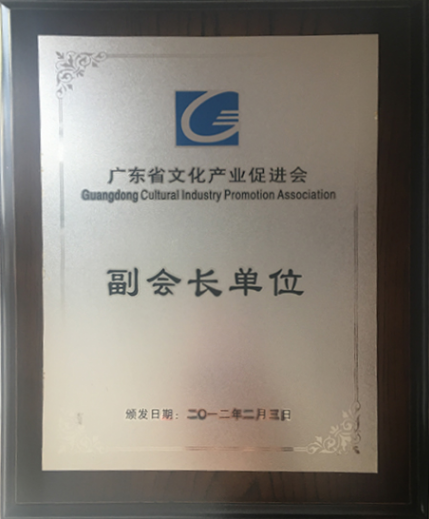 广东省文化产业促进会
Guangdong Cultural Industry Promotion Association
副会长单位
颁发日期：二〇一二年二月三日